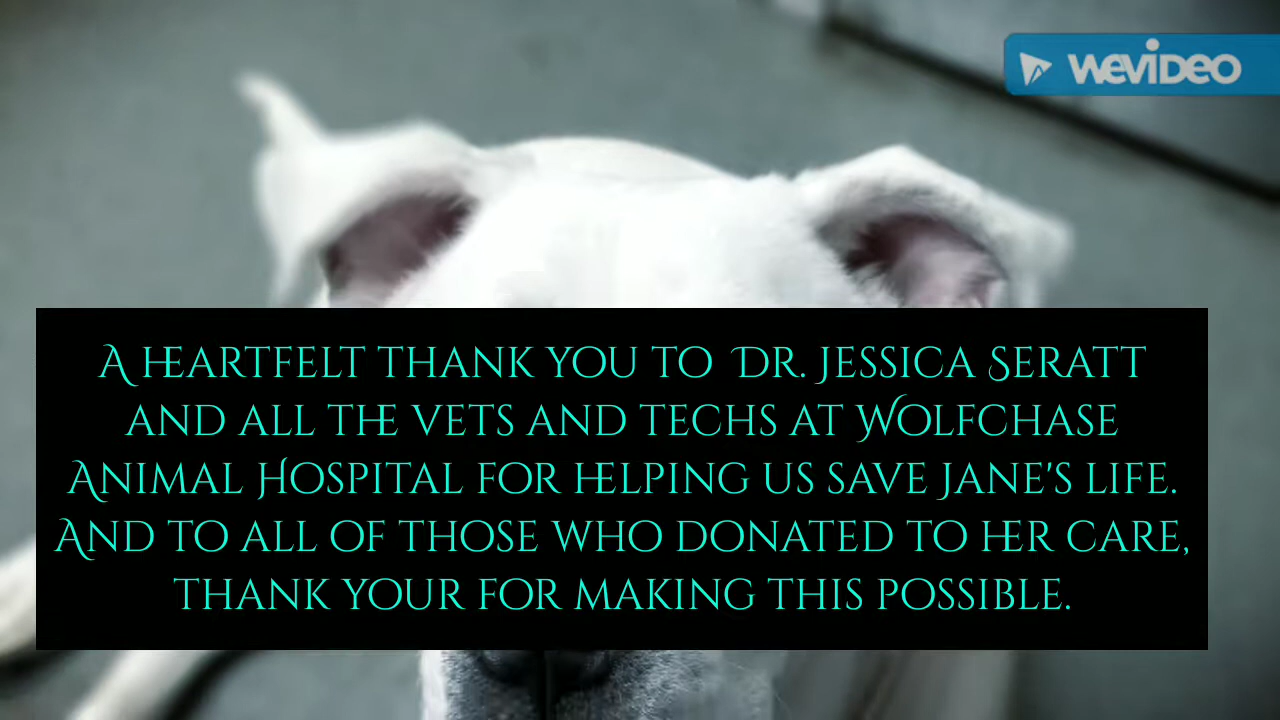 WEVIDEO
A HEARTFELT THANK YOU TO DR. JESSICA SERATT
AND ALL THE VETS AND TECHS AT WOLFCHASE
ANIMAL HOSPITAL FOR HELPING US SAVE JANE'S LIFE.
AND TO ALL OF THOSE WHO DONATED TO HER CARE,
THANK YOUR FOR MAKING THIS POSSIBLE.